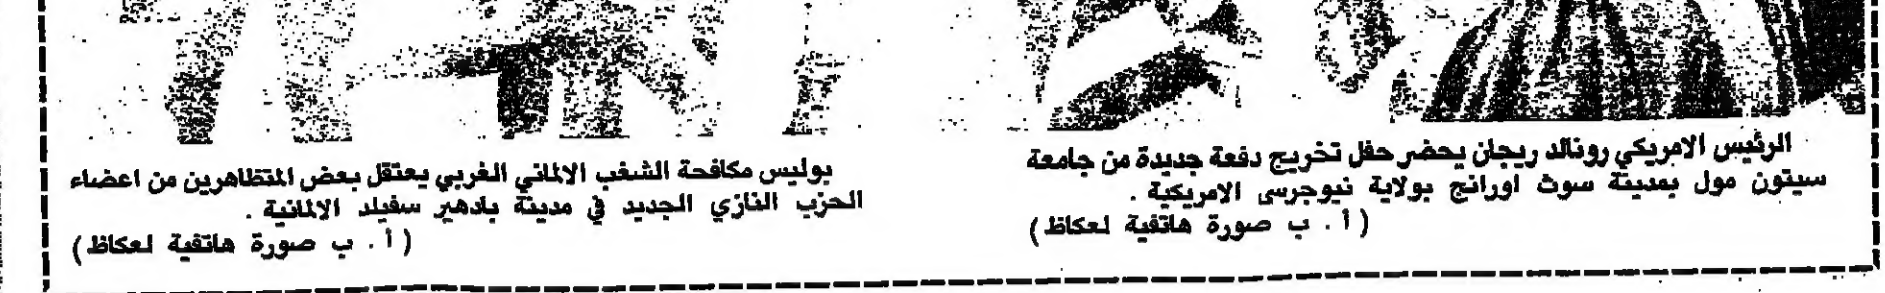 الرئيس الامريكي رونالد ريجان يحضر حفل تخريج دفعة جديدة من جامعة
سيتون مول بمدينة سوث اورانج بولاية نيوجرسى الامريكية .
( أ . ب صورة هاتفية لعكاظ )
بوليس مكافحة الشغب الالماني الغربي يعتقل بعض المتظاهرين من اعضاء
الحزب النازي الجديد في مدينة بادهير سفيلد الالمانية .
( أ . ب صورة هاتفية لعكاظ )